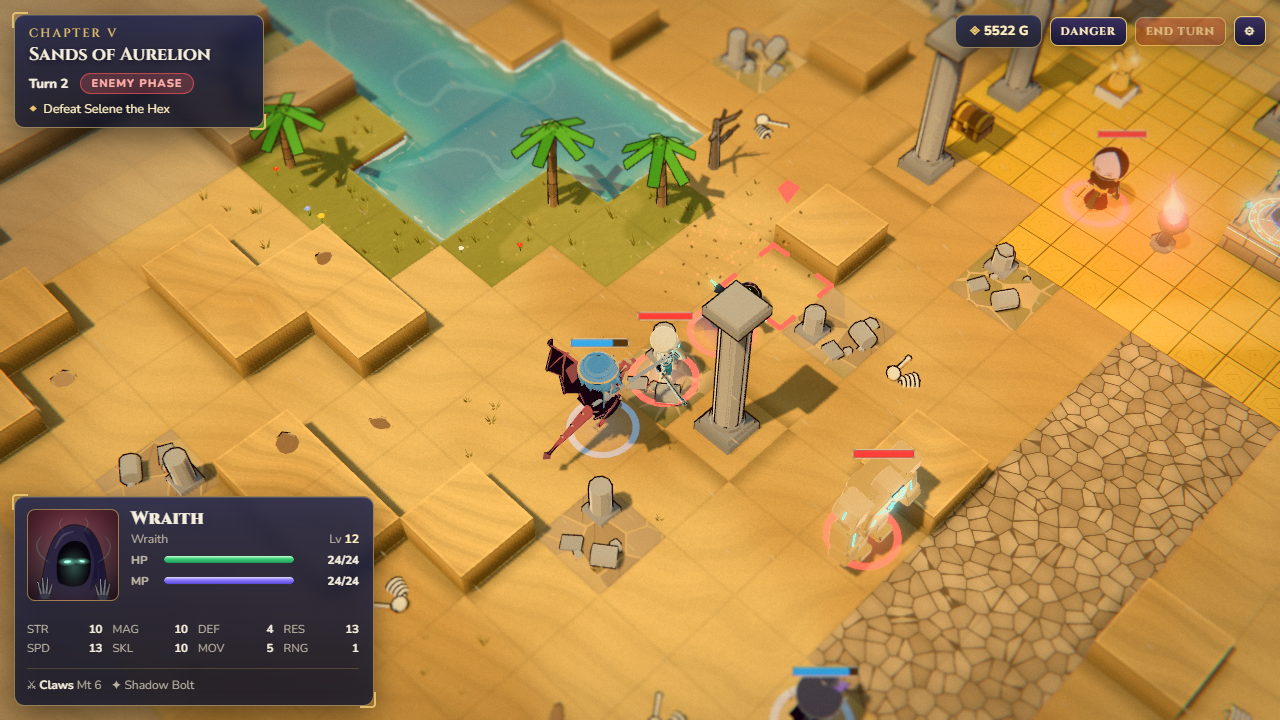 CHAPTER V
SANDS OF AURELION
Turn 2 ENEMY PHASE
Defeat Selene the Hex
5522 G DANGER END TURN
WRAITH
Wraith Lv 12
HP 24/24
MP 24/24
STR 10 MAG 10 DEF 4 RES 13
SPD 13 SKL 10 MOV 5 RNG 1
Claws Mt 6 Shadow Bolt